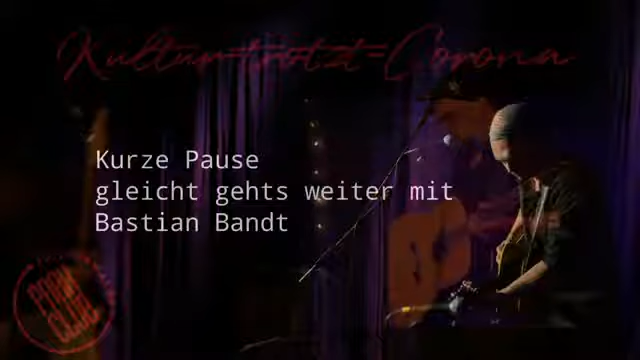 Kultur-trotz-Corona
Kurze Pause
gleicht gehts weiter mit
Bastian Bandt